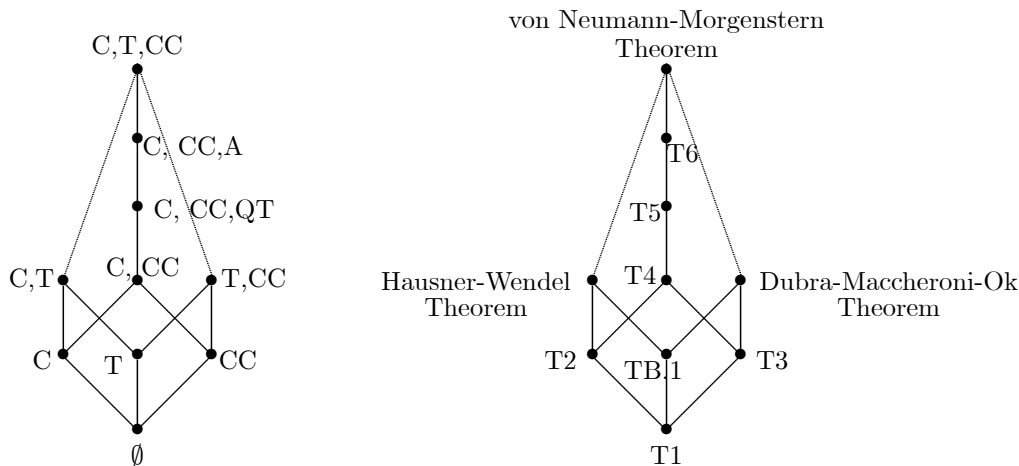 C,T,CC
C, CC,A
C, CC,QT
C,T
C, CC
T,CC
C
T
CC
∅
von Neumann-Morgenstern
Theorem
T6
T5
Hausner-Wendel
Theorem
T4
Dubra-Maccheroni-Ok
Theorem
T2
TB.1
T3
T1